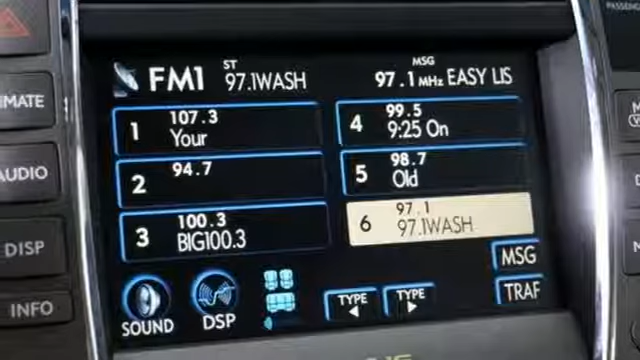 PASSENGER
ST
MSG
FM1 97.1WASH 97.1 MHz EASY LIS
CLIMATE
1 107.3
Your
4 99.5
9:25 On
2 94.7
5 98.7
Old
AUDIO
3 100.3
BIG100.3
6 97.1
97.1WASH
DISP
MSG
INFO
SOUND
DSP
TYPE
TYPE
TRAF